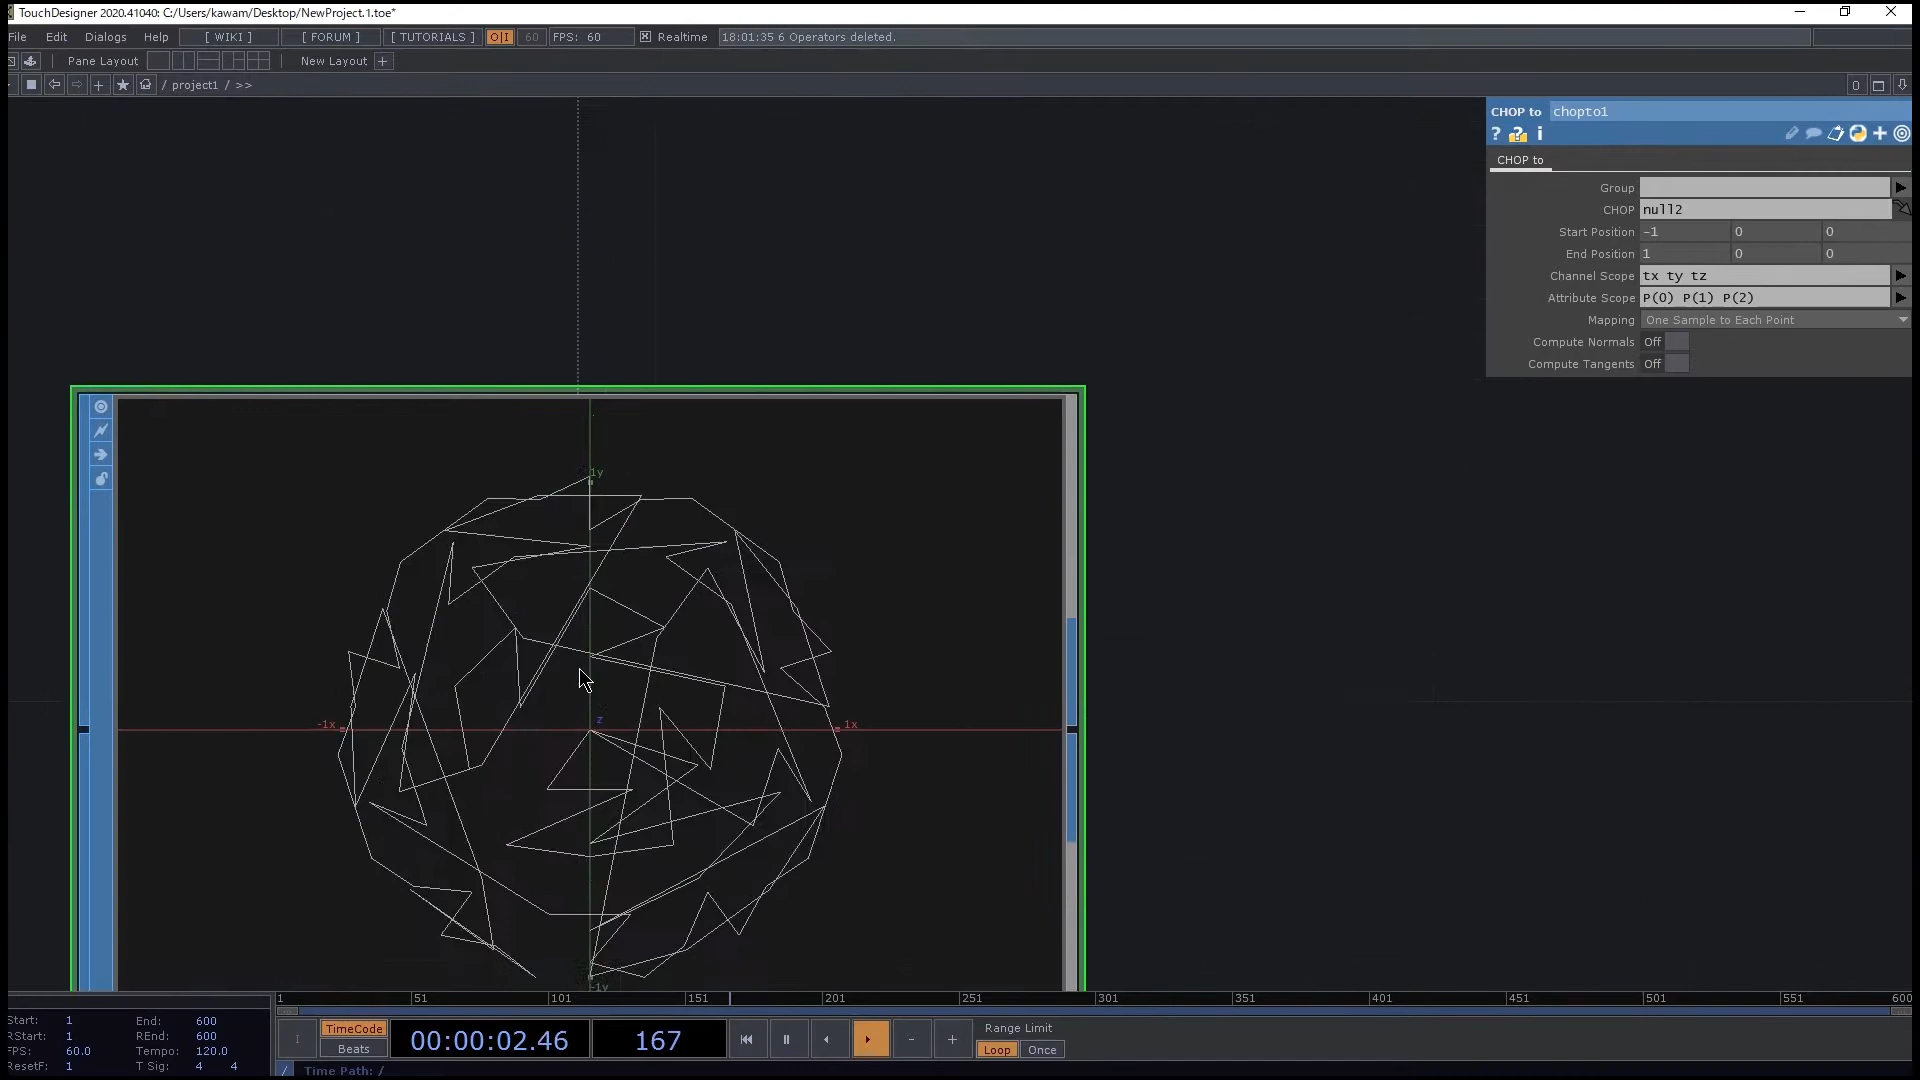 TouchDesigner 2020.41040: C:/Users/kawam/Desktop/NewProject.1.toe*
File Edit Dialogs Help [ WIKI ] [ FORUM ] [ TUTORIALS ] O|I 60 FPS: 60 Realtime 18:01:35 6 Operators deleted.
Pane Layout New Layout +
/ project1 / >> 0
CHOP to chopto1
? ? i
CHOP to
Group
CHOP null2
Start Position -1 0 0
End Position 1 0 0
Channel Scope tx ty tz
Attribute Scope P(0) P(1) P(2)
Mapping One Sample to Each Point
Compute Normals Off
Compute Tangents Off
1y
z
-1x 1x
-1y
1 51 101 151 201 251 301 351 401 451 501 551 600
Start: 1 End: 600
RStart: 1 REnd: 600
FPS: 60.0 Tempo: 120.0
ResetF: 1 T Sig: 4 4
TimeCode
Beats
00:00:02.46 167
Range Limit
Loop Once
/ Time Path: /